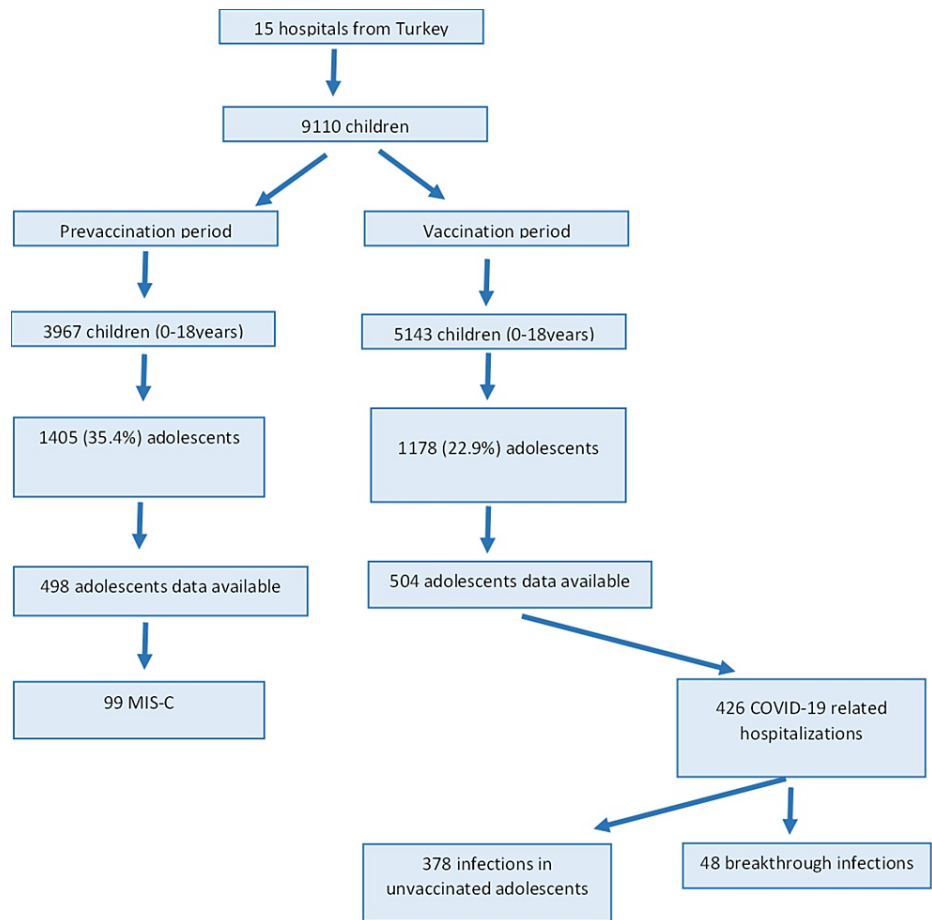 15 hospitals from Turkey
9110 children
Prevaccination period
Vaccination period
3967 children (0-18years)
5143 children (0-18years)
1405 (35.4%) adolescents
1178 (22.9%) adolescents
498 adolescents data available
504 adolescents data available
99 MIS-C
426 COVID-19 related
hospitalizations
378 infections in
unvaccinated adolescents
48 breakthrough infections